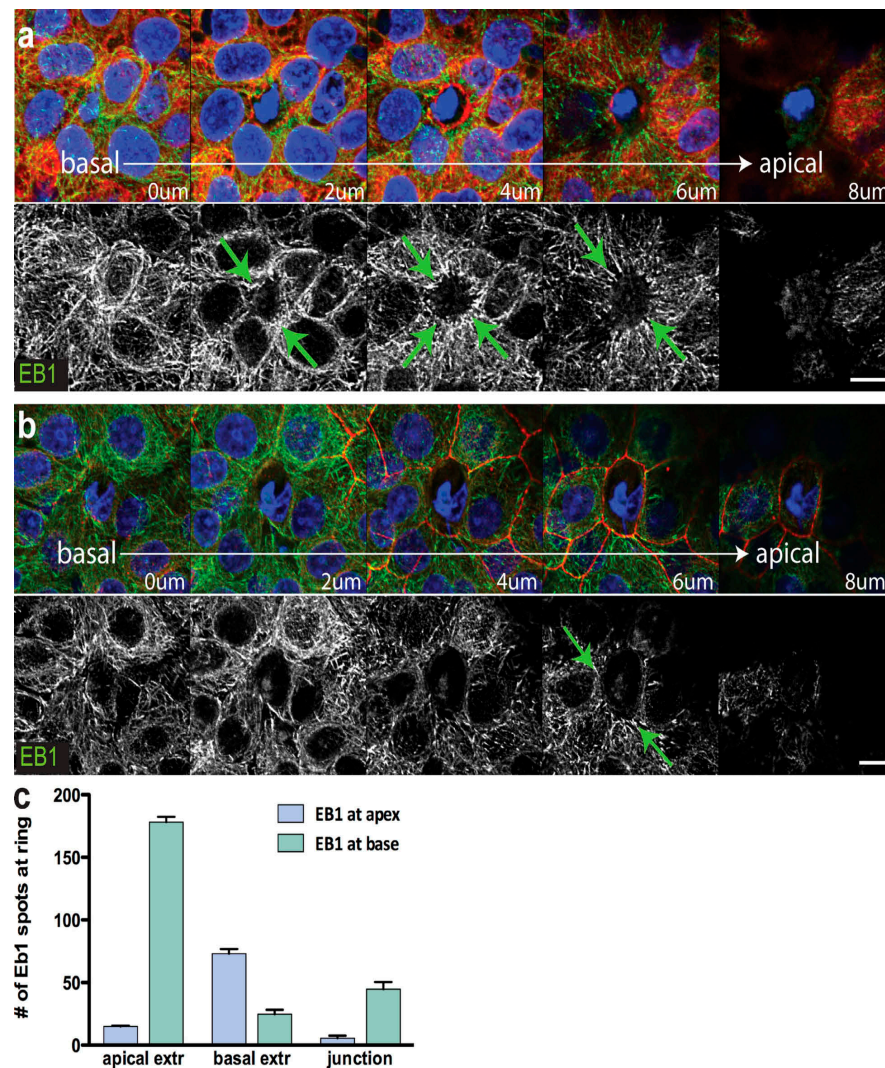 a
basal
apical
0um
2um
4um
6um
8um
EB1
b
basal
apical
0um
2um
4um
6um
8um
EB1
c
# of Eb1 spots at ring
200
150
100
50
0
EB1 at apex
EB1 at base
apical extr
basal extr
junction